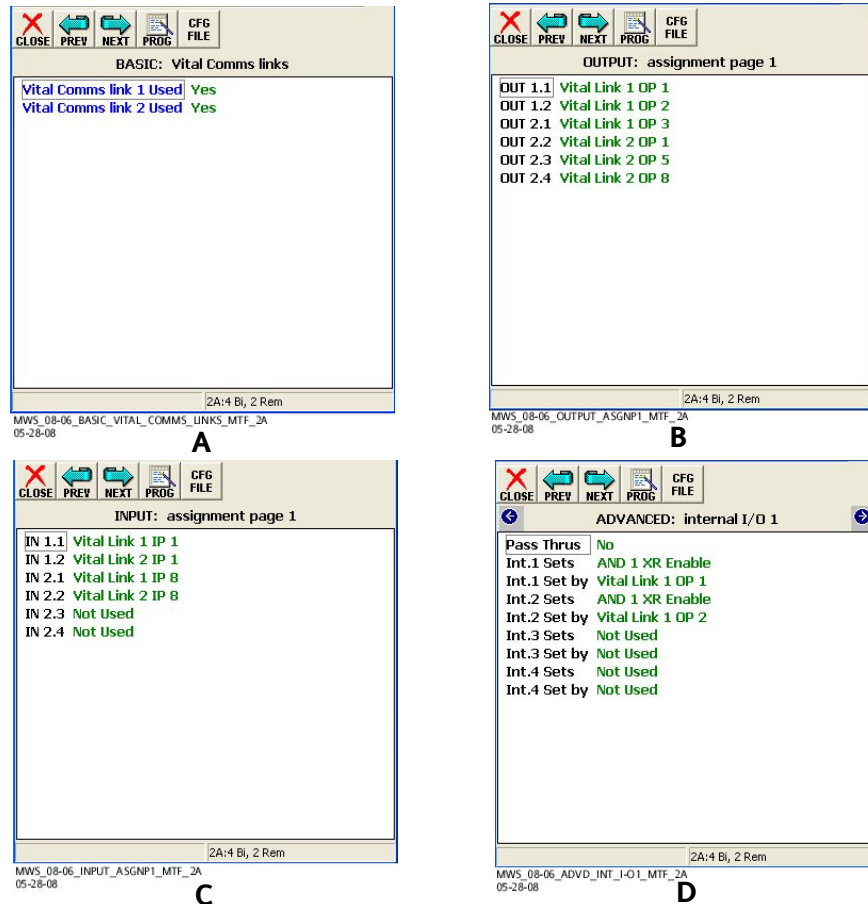 CLOSE PREV NEXT PROG CFG FILE
BASIC: Vital Comms links
Vital Comms link 1 Used Yes
Vital Comms link 2 Used Yes
2A:4 Bi, 2 Rem
MWS_08-06_BASIC_VITAL_COMMS_LINKS_MTF_2A
05-28-08
A
CLOSE PREV NEXT PROG CFG FILE
OUTPUT: assignment page 1
OUT 1.1 Vital Link 1 OP 1
OUT 1.2 Vital Link 1 OP 2
OUT 2.1 Vital Link 1 OP 3
OUT 2.2 Vital Link 2 OP 1
OUT 2.3 Vital Link 2 OP 5
OUT 2.4 Vital Link 2 OP 8
2A:4 Bi, 2 Rem
MWS_08-06_OUTPUT_ASGNP1_MTF_2A
05-28-08
B
CLOSE PREV NEXT PROG CFG FILE
INPUT: assignment page 1
IN 1.1 Vital Link 1 IP 1
IN 1.2 Vital Link 2 IP 1
IN 2.1 Vital Link 1 IP 8
IN 2.2 Vital Link 2 IP 8
IN 2.3 Not Used
IN 2.4 Not Used
2A:4 Bi, 2 Rem
MWS_08-06_INPUT_ASGNP1_MTF_2A
05-28-08
C
CLOSE PREV NEXT PROG CFG FILE
ADVANCED: internal I/O 1
Pass Thrus No
Int.1 Sets AND 1 XR Enable
Int.1 Set by Vital Link 1 OP 1
Int.2 Sets AND 1 XR Enable
Int.2 Set by Vital Link 1 OP 2
Int.3 Sets Not Used
Int.3 Set by Not Used
Int.4 Sets Not Used
Int.4 Set by Not Used
2A:4 Bi, 2 Rem
MWS_08-06_ADVD_INT_I-O1_MTF_2A
05-28-08
D